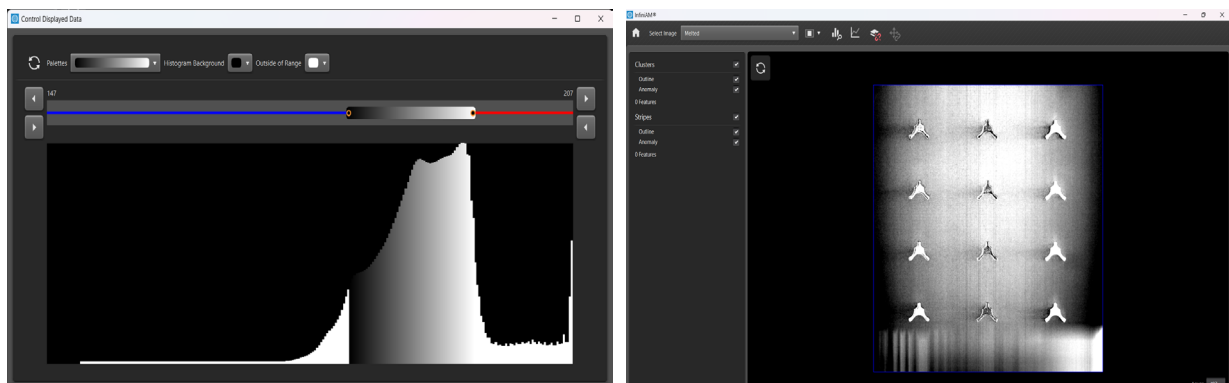 Control Displayed Data
Palettes Histogram Background Outside of Range
147 207
InfiniAM®
Select Image Melted
Clusters
Outline
Anomaly
0 Features
Stripes
Outline
Anomaly
0 Features